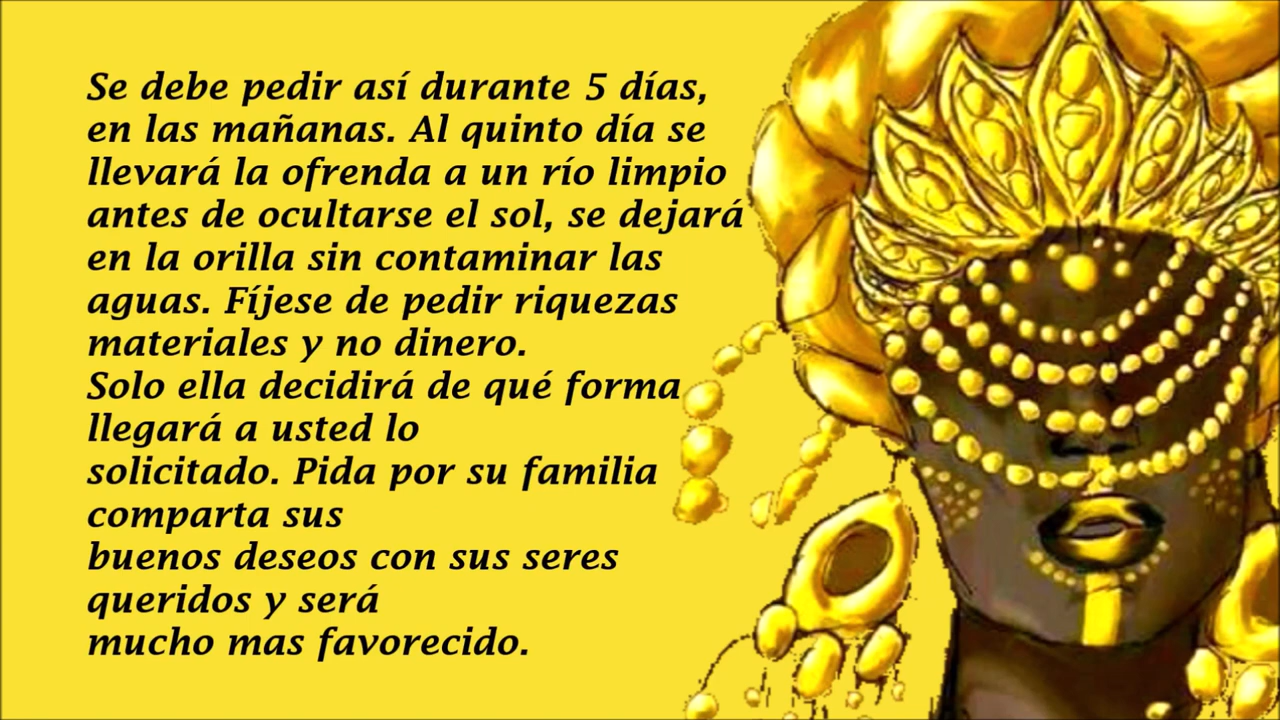 Se debe pedir así durante 5 días,
en las mañanas. Al quinto día se
llevará la ofrenda a un río limpio
antes de ocultarse el sol, se dejará
en la orilla sin contaminar las
aguas. Fíjese de pedir riquezas
materiales y no dinero.
Solo ella decidirá de qué forma
llegará a usted lo
solicitado. Pida por su familia
comparta sus
buenos deseos con sus seres
queridos y será
mucho mas favorecido.